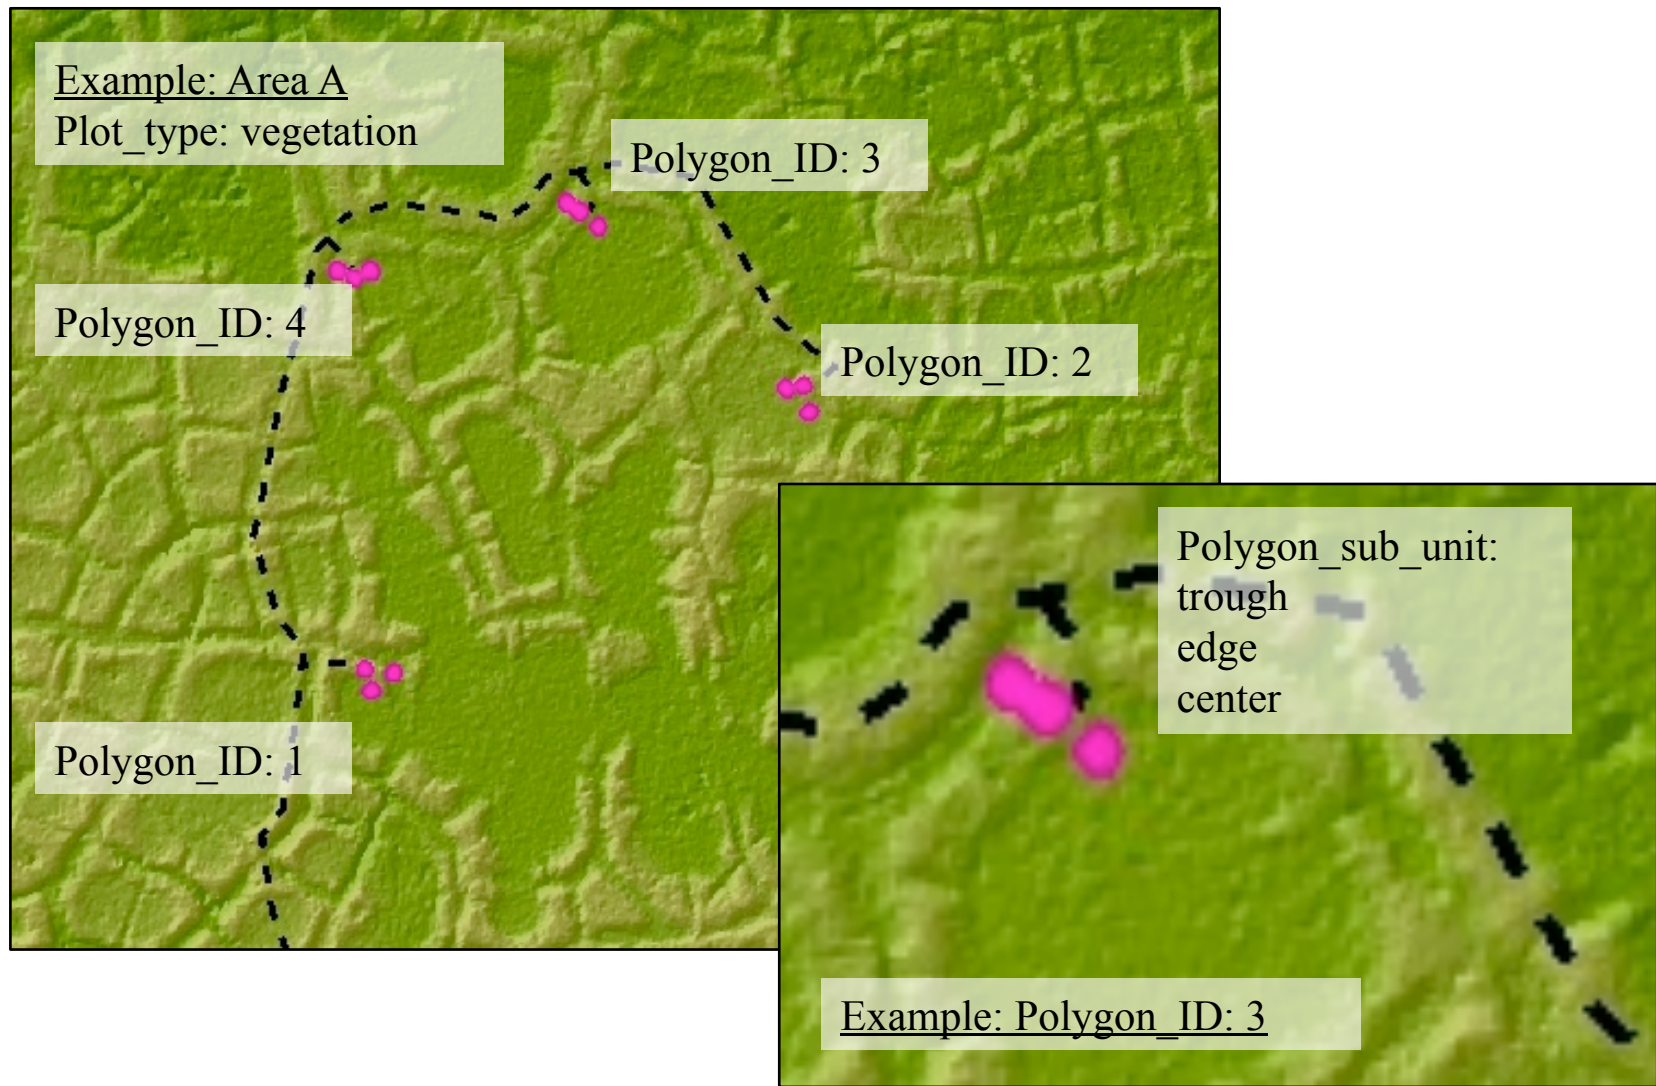 Example: Area A
Plot_type: vegetation
Polygon_ID: 3
Polygon_ID: 4
Polygon_ID: 2
Polygon_sub_unit:
trough
edge
center
Polygon_ID: 1
Example: Polygon_ID: 3